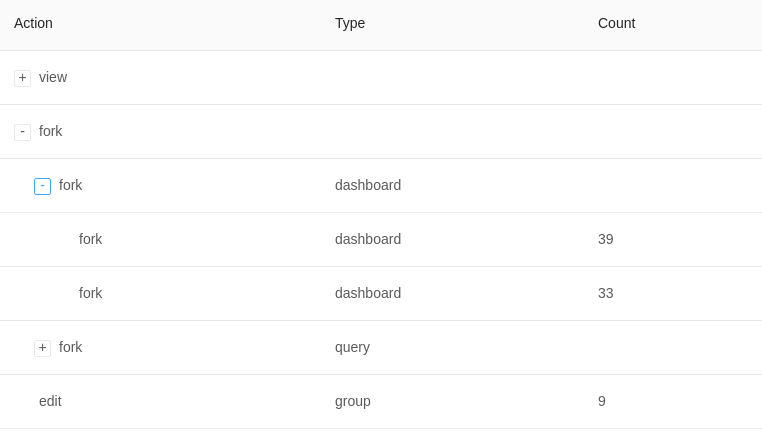 Action Type Count
+ view
- fork
- fork dashboard
fork dashboard 39
fork dashboard 33
+ fork query
edit group 9